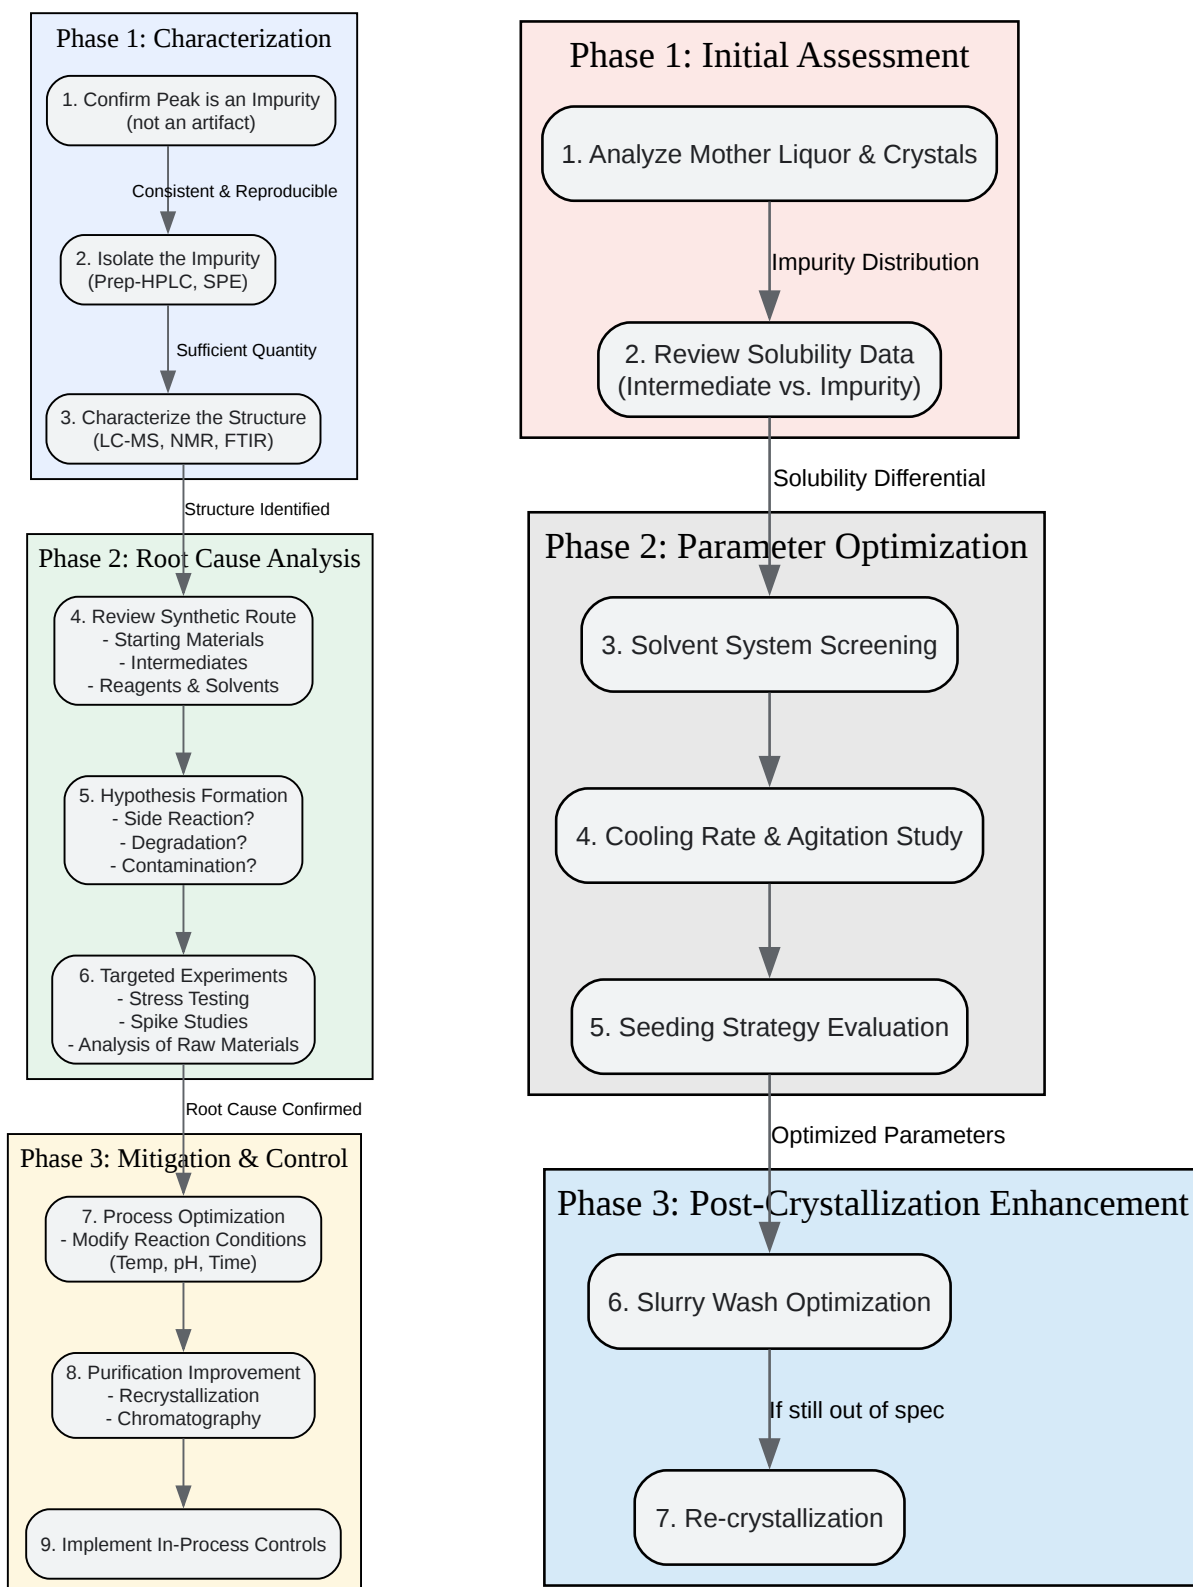 Phase 1: Characterization
1. Confirm Peak is an Impurity
(not an artifact)
Consistent & Reproducible
2. Isolate the Impurity
(Prep-HPLC, SPE)
Sufficient Quantity
3. Characterize the Structure
(LC-MS, NMR, FTIR)
Structure Identified
Phase 2: Root Cause Analysis
4. Review Synthetic Route
- Starting Materials
- Intermediates
- Reagents & Solvents
5. Hypothesis Formation
- Side Reaction?
- Degradation?
- Contamination?
6. Targeted Experiments
- Stress Testing
- Spike Studies
- Analysis of Raw Materials
Root Cause Confirmed
Phase 3: Mitigation & Control
7. Process Optimization
- Modify Reaction Conditions
(Temp, pH, Time)
8. Purification Improvement
- Recrystallization
- Chromatography
9. Implement In-Process Controls
Phase 1: Initial Assessment
1. Analyze Mother Liquor & Crystals
Impurity Distribution
2. Review Solubility Data
(Intermediate vs. Impurity)
Solubility Differential
Phase 2: Parameter Optimization
3. Solvent System Screening
4. Cooling Rate & Agitation Study
5. Seeding Strategy Evaluation
Optimized Parameters
Phase 3: Post-Crystallization Enhancement
6. Slurry Wash Optimization
If still out of spec
7. Re-crystallization